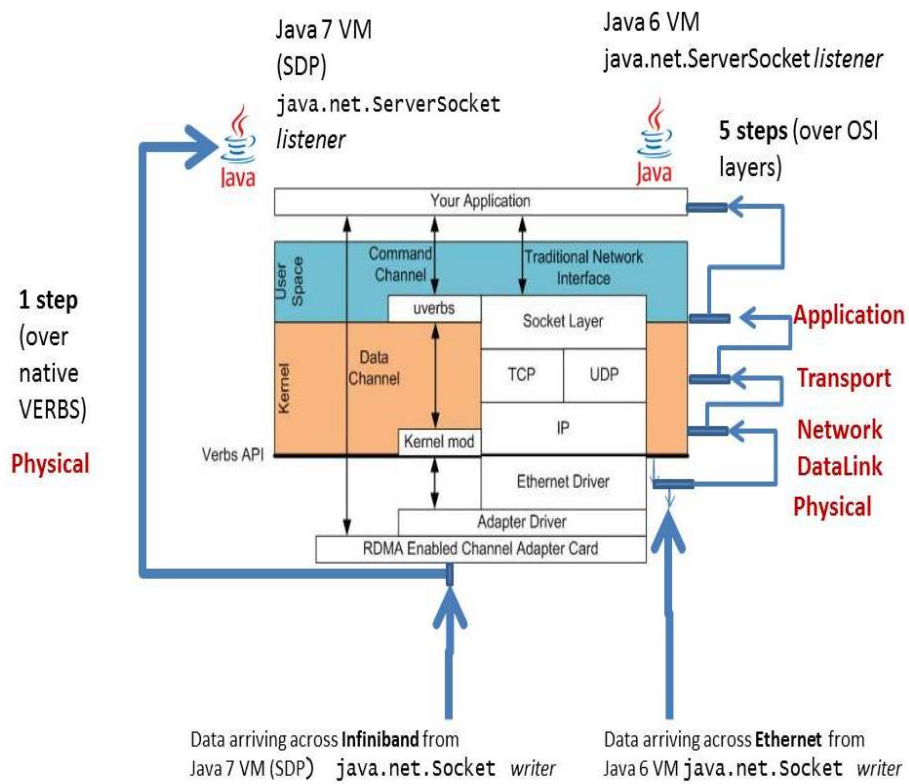 Java 7 VM
(SDP)
java.net.ServerSocket
listener
Java 6 VM
java.net.ServerSocket listener
Java
Java
5 steps (over OSI
layers)
Your Application
User
Space
Command
Channel
Traditional Network
Interface
uverbs
Socket Layer
Kernel
Data
Channel
TCP
UDP
IP
Kernel mod
Verbs API
Ethernet Driver
Adapter Driver
RDMA Enabled Channel Adapter Card
1 step
(over
native
VERBS)
Physical
Application
Transport
Network
DataLink
Physical
Data arriving across Infiniband from
Java 7 VM (SDP) java.net.Socket writer
Data arriving across Ethernet from
Java 6 VM java.net.Socket writer